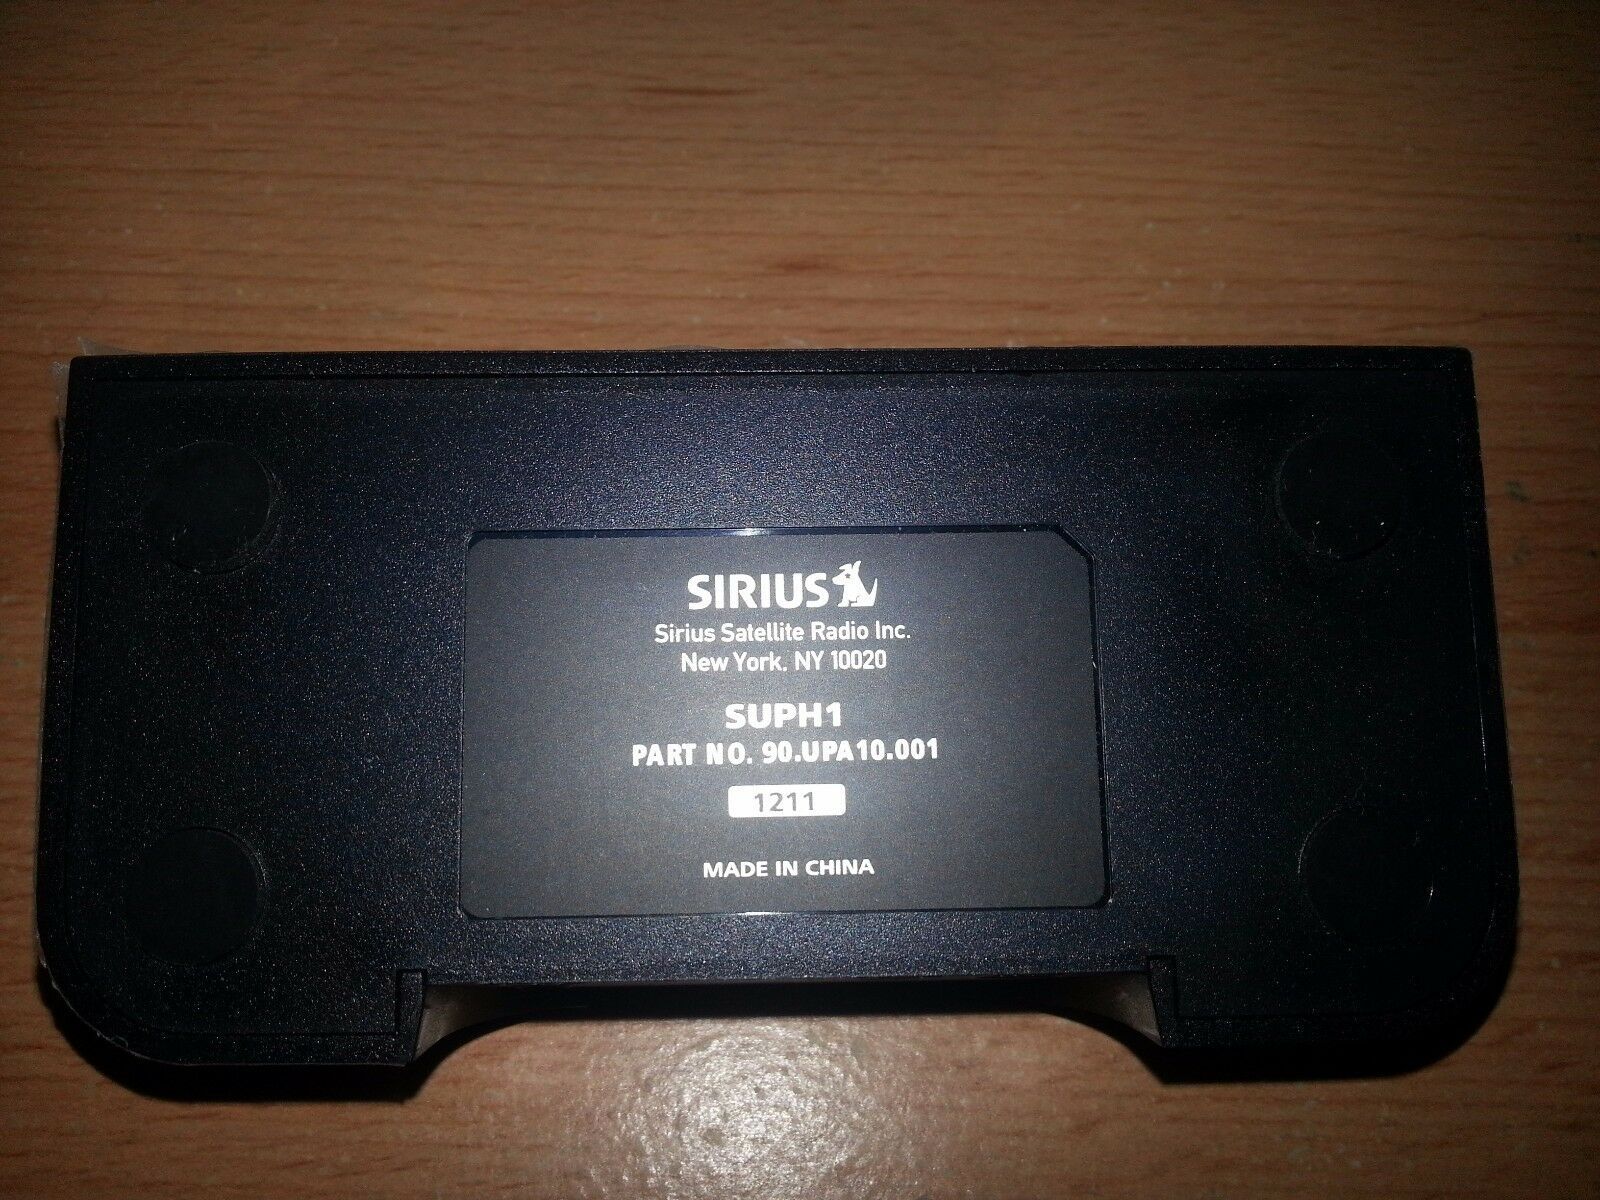 SIRIUS
Sirius Satellite Radio Inc.
New York, NY 10020
SUPH1
PART NO. 90.UPA10.001
1211
MADE IN CHINA